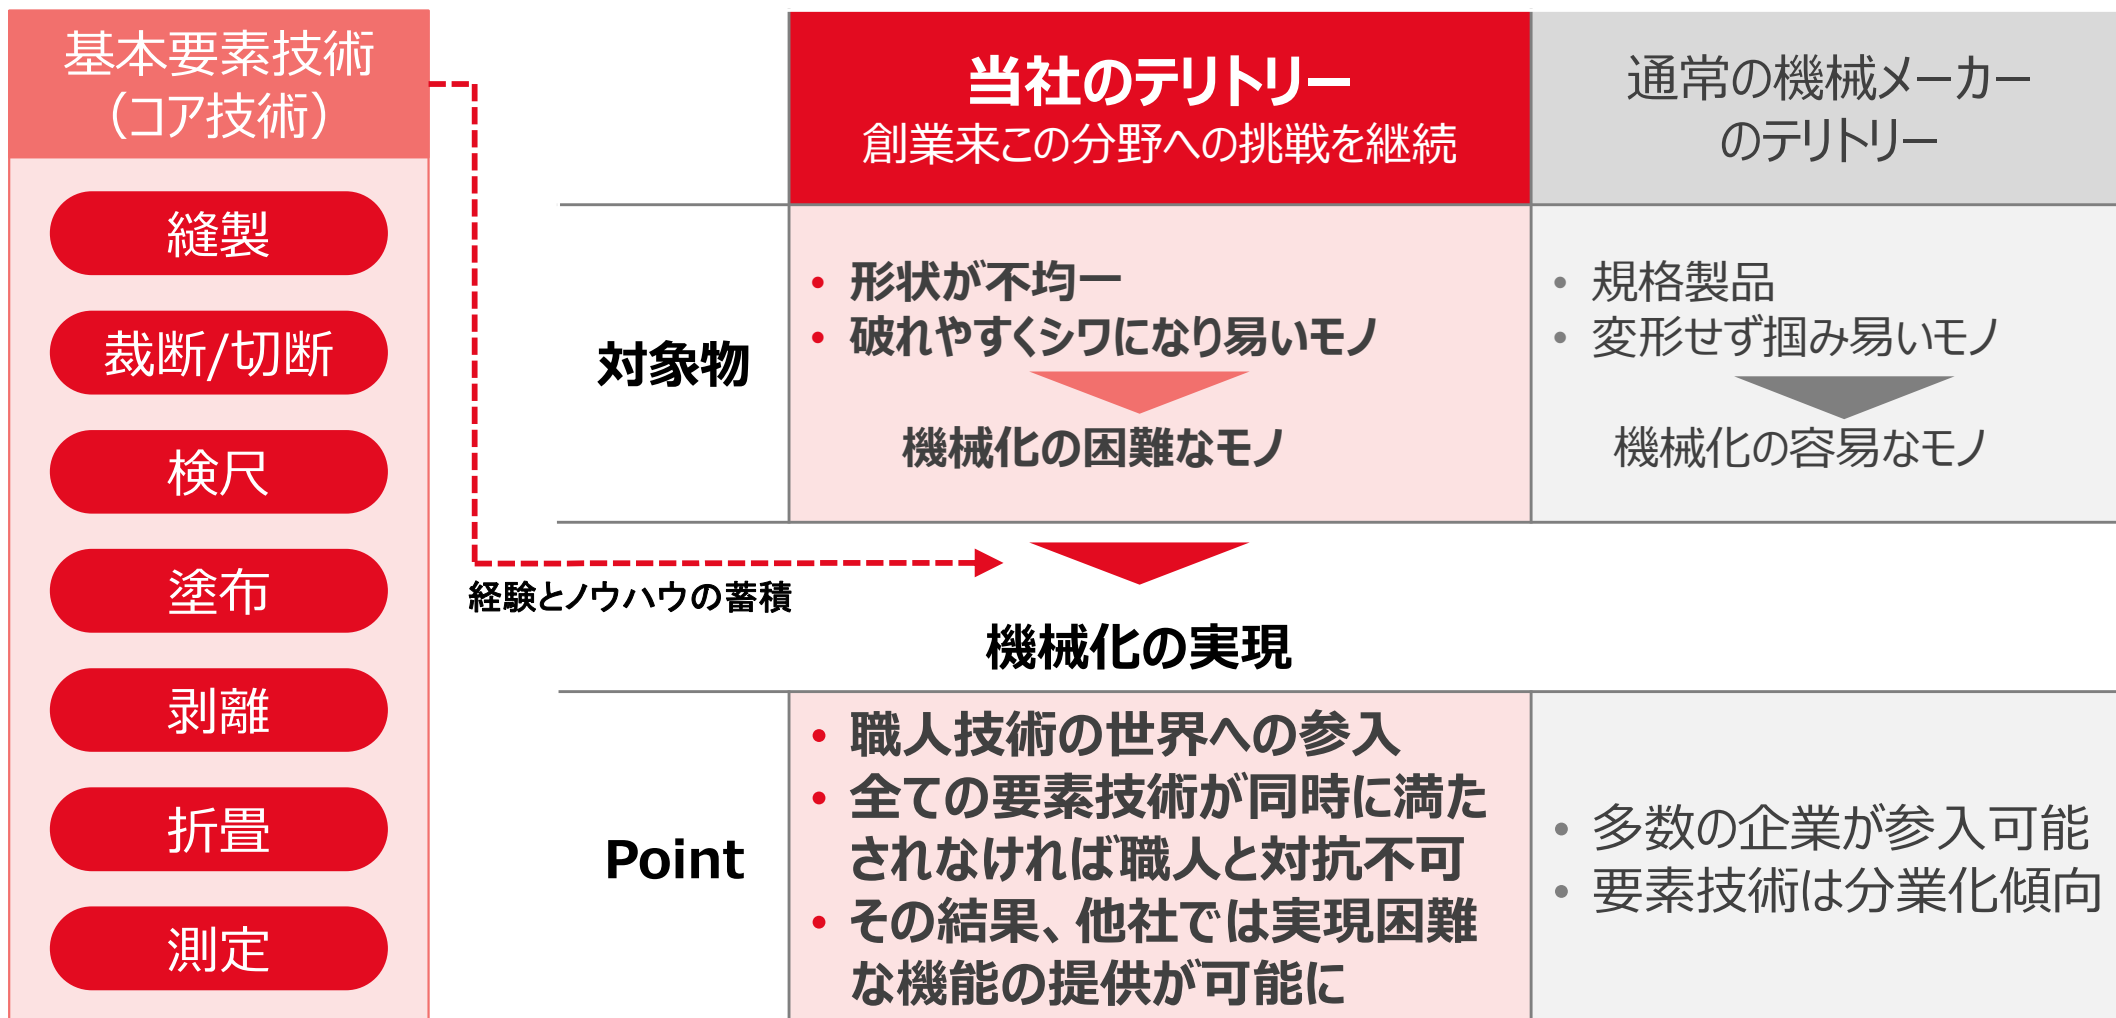 基本要素技術
（コア技術）
縫製
裁断/切断
検尺
塗布
剥離
折畳
測定
当社のテリトリー
創業来この分野への挑戦を継続
通常の機械メーカー
のテリトリー
対象物
• 形状が不均一
• 破れやすくシワになり易いモノ
機械化の困難なモノ
• 規格製品
• 変形せず掴み易いモノ
機械化の容易なモノ
経験とノウハウの蓄積
機械化の実現
Point
• 職人技術の世界への参入
• 全ての要素技術が同時に満た
されなければ職人と対抗不可
• その結果、他社では実現困難
な機能の提供が可能に
• 多数の企業が参入可能
• 要素技術は分業化傾向